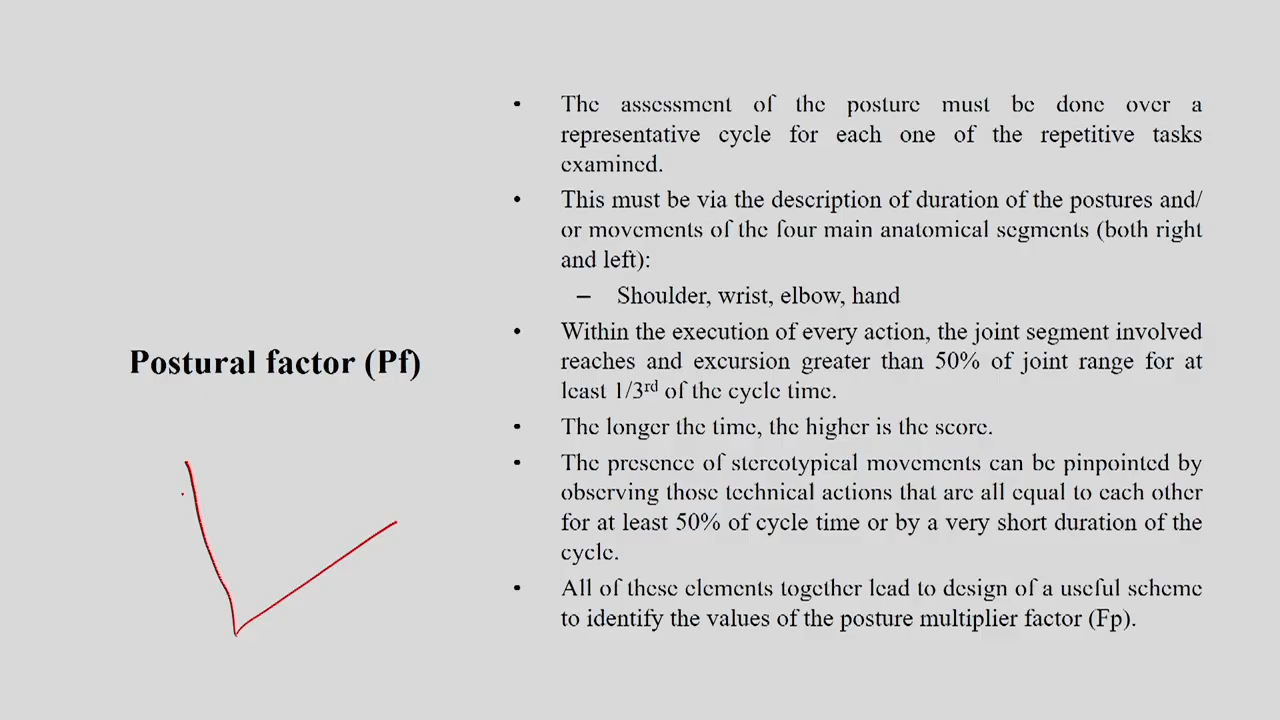 Postural factor (Pf)
• The assessment of the posture must be done over a
representative cycle for each one of the repetitive tasks
examined.
• This must be via the description of duration of the postures and/
or movements of the four main anatomical segments (both right
and left):
– Shoulder, wrist, elbow, hand
• Within the execution of every action, the joint segment involved
reaches and excursion greater than 50% of joint range for at
least 1/3rd of the cycle time.
• The longer the time, the higher is the score.
• The presence of stereotypical movements can be pinpointed by
observing those technical actions that are all equal to each other
for at least 50% of cycle time or by a very short duration of the
cycle.
• All of these elements together lead to design of a useful scheme
to identify the values of the posture multiplier factor (Fp).